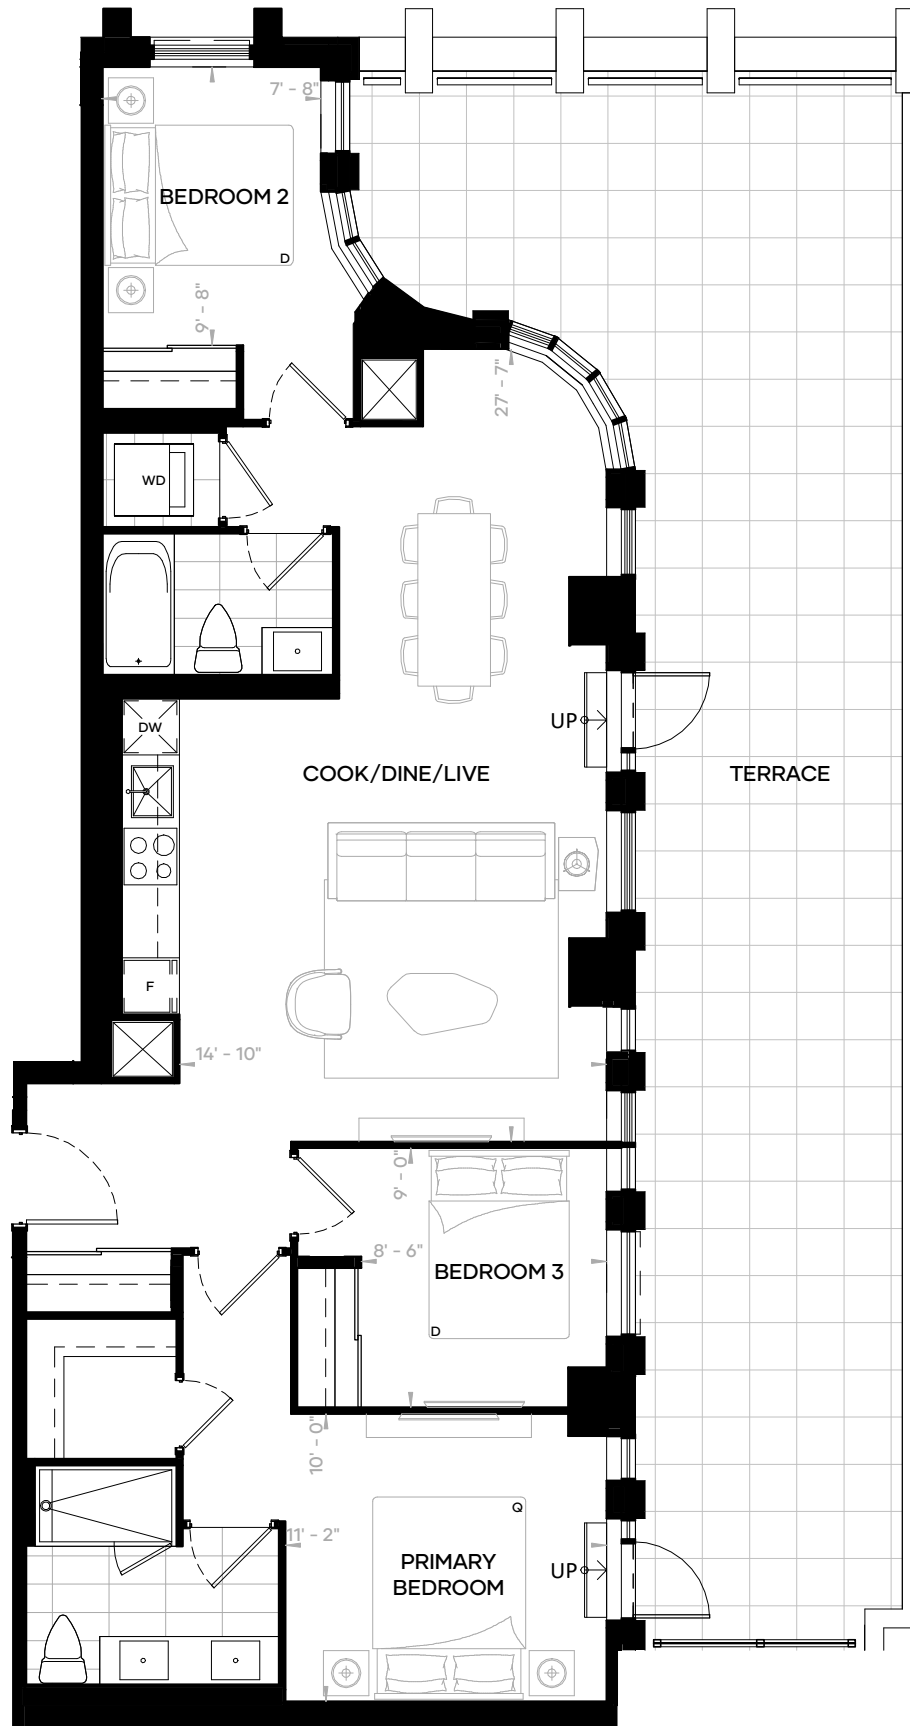 7' - 8"
BEDROOM 2
D
9' - 8"
27' - 7"
WD
UP
DW
COOK/DINE/LIVE
TERRACE
F
14' - 10"
9' - 0"
8' - 6"
BEDROOM 3
D
10' - 0"
Q
11' - 2"
PRIMARY
BEDROOM
UP